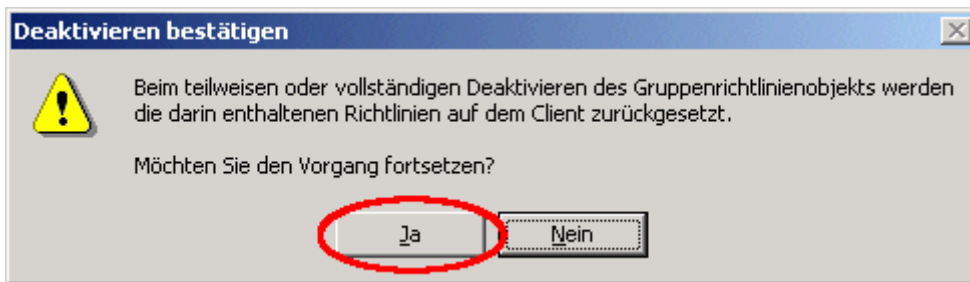 Deaktivieren bestätigen
Beim teilweisen oder vollständigen Deaktivieren des Gruppenrichtlinienobjekts werden
die darin enthaltenen Richtlinien auf dem Client zurückgesetzt.
Möchten Sie den Vorgang fortsetzen?
Ja Nein